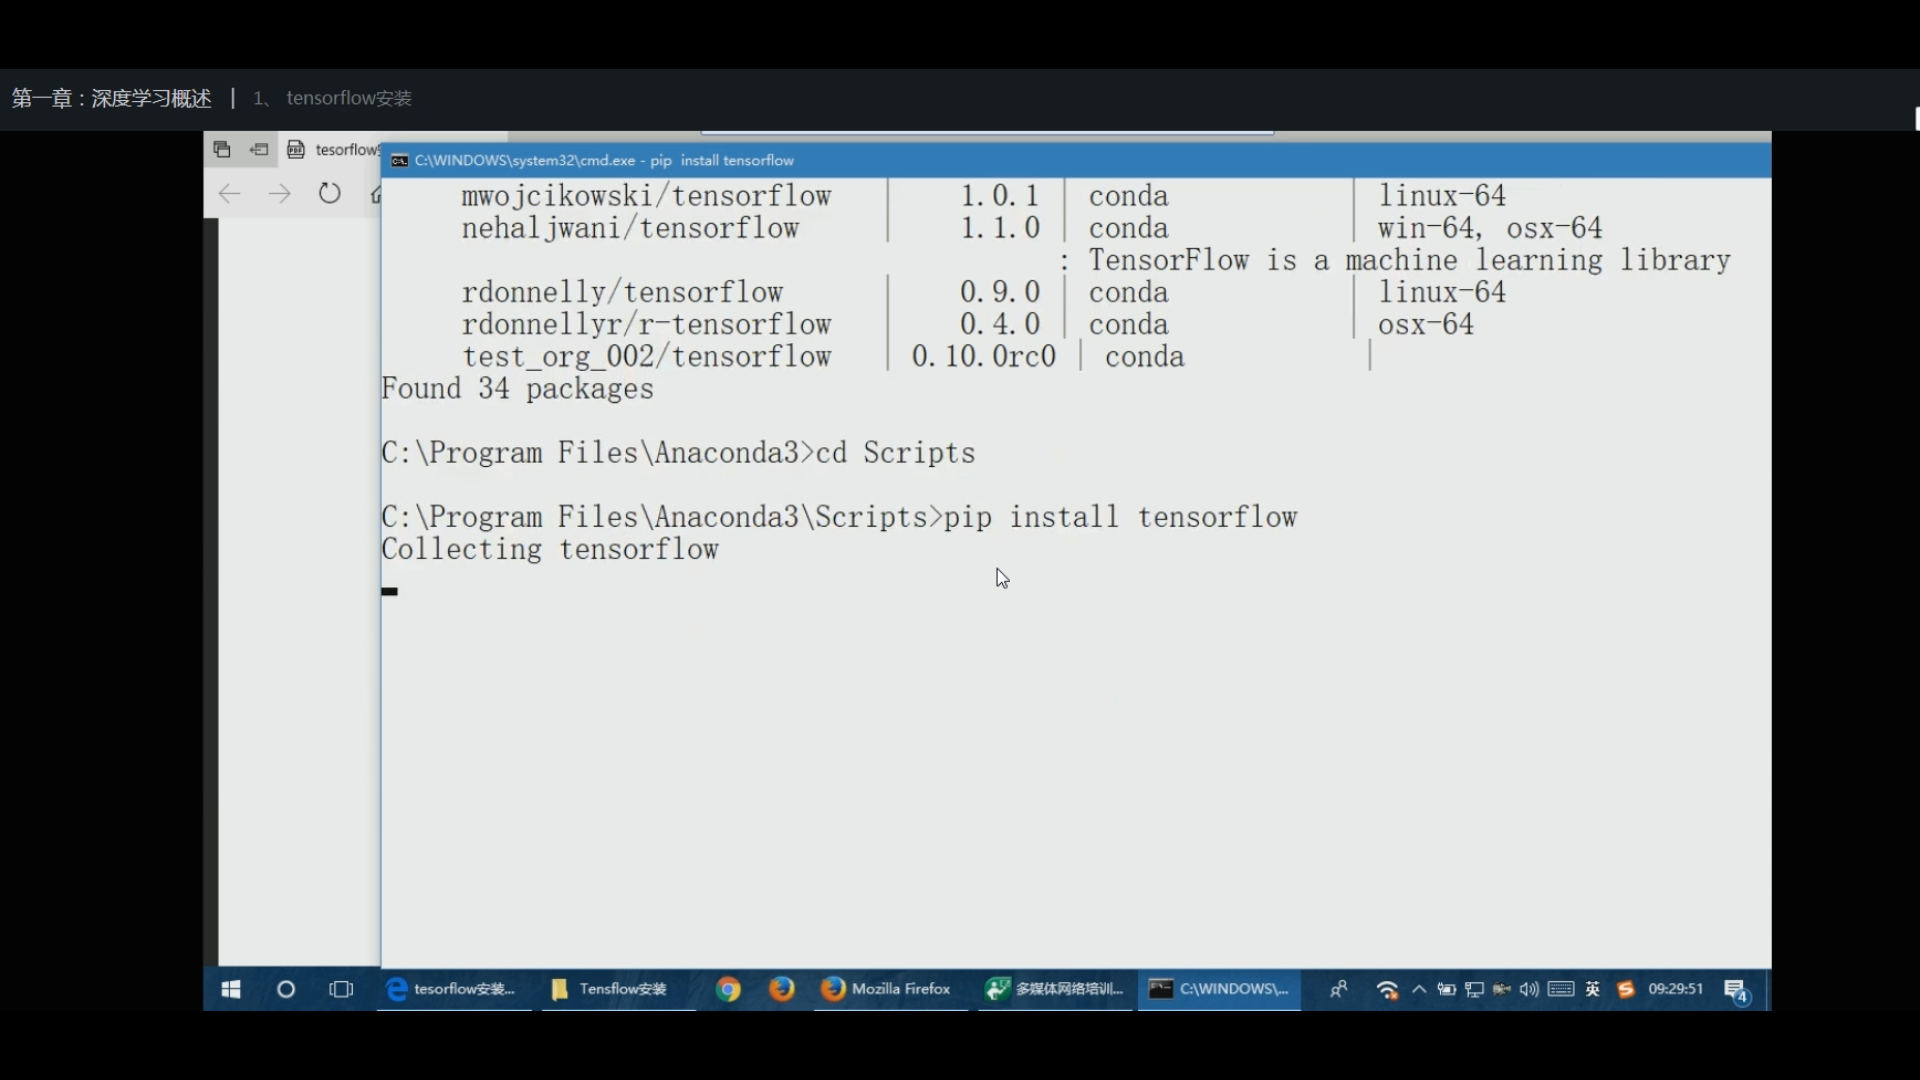 第一章：深度学习概述 | 1、 tensorflow安装
tesorflow
C:\WINDOWS\system32\cmd.exe - pip install tensorflow
mwojcikowski/tensorflow | 1.0.1 | conda | linux-64
nehaljwani/tensorflow | 1.1.0 | conda | win-64, osx-64
: TensorFlow is a machine learning library
rdonnelly/tensorflow | 0.9.0 | conda | linux-64
rdonnellyr/r-tensorflow | 0.4.0 | conda | osx-64
test_org_002/tensorflow | 0.10.0rc0 | conda |
Found 34 packages
C:\Program Files\Anaconda3>cd Scripts
C:\Program Files\Anaconda3\Scripts>pip install tensorflow
Collecting tensorflow
tesorflow安装... Tensflow安装 Mozilla Firefox 多媒体网络培训... C:\WINDOWS\... 英 09:29:51 4